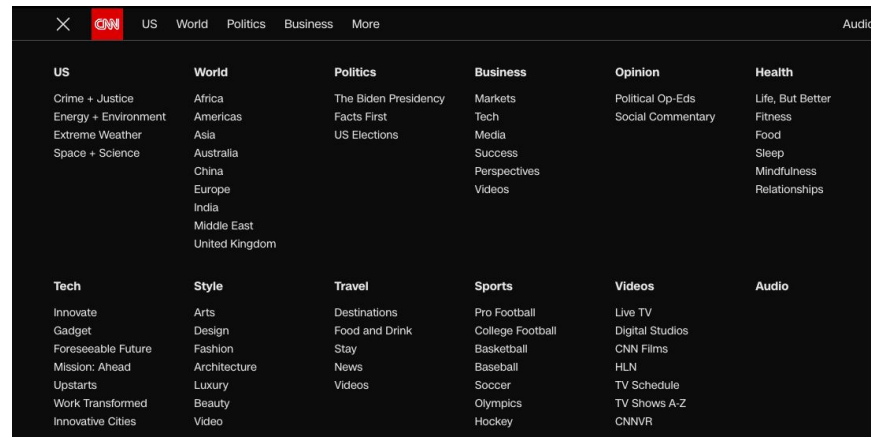 CNN US World Politics Business More Audio
US World Politics Business Opinion Health
Crime + Justice Africa The Biden Presidency Markets Political Op-Eds Life, But Better
Energy + Environment Americas Facts First Tech Social Commentary Fitness
Extreme Weather Asia US Elections Media Food
Space + Science Australia Success Sleep
China Perspectives Mindfulness
Europe Videos Relationships
India
Middle East
United Kingdom
Tech Style Travel Sports Videos Audio
Innovate Arts Destinations Pro Football Live TV
Gadget Design Food and Drink College Football Digital Studios
Foreseeable Future Fashion Stay Basketball CNN Films
Mission: Ahead Architecture News Baseball HLN
Upstarts Luxury Videos Soccer TV Schedule
Work Transformed Beauty Olympics TV Shows A-Z
Innovative Cities Video Hockey CNNVR